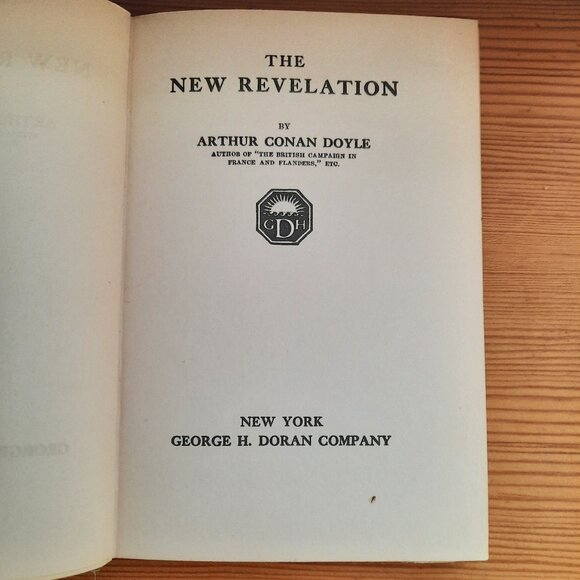 THE
NEW REVELATION
BY
ARTHUR CONAN DOYLE
AUTHOR OF "THE BRITISH CAMPAIGN IN
FRANCE AND FLANDERS," ETC.
GDH
NEW YORK
GEORGE H. DORAN COMPANY